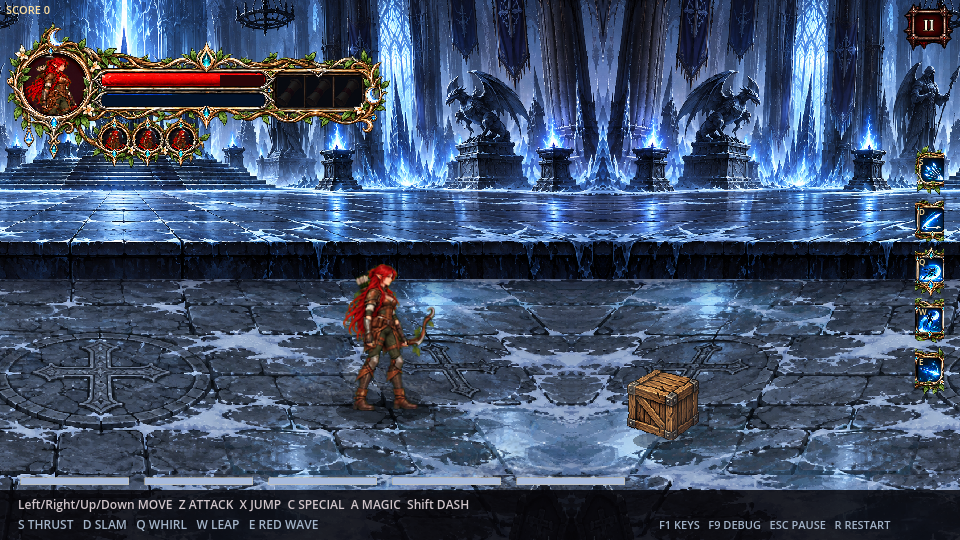 SCORE 0
D
Q
W
E
Left/Right/Up/Down MOVE  Z ATTACK  X JUMP  C SPECIAL  A MAGIC  Shift DASH
S THRUST  D SLAM  Q WHIRL  W LEAP  E RED WAVE
F1 KEYS  F9 DEBUG  ESC PAUSE  R RESTART